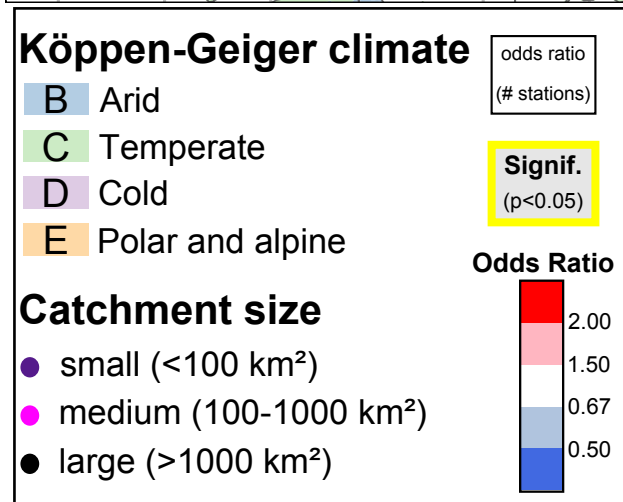 Köppen-Geiger climate
B Arid
C Temperate
D Cold
E Polar and alpine
Catchment size
small (<100 km²)
medium (100-1000 km²)
large (>1000 km²)
odds ratio
(# stations)
Signif.
(p<0.05)
Odds Ratio
2.00
1.50
0.67
0.50